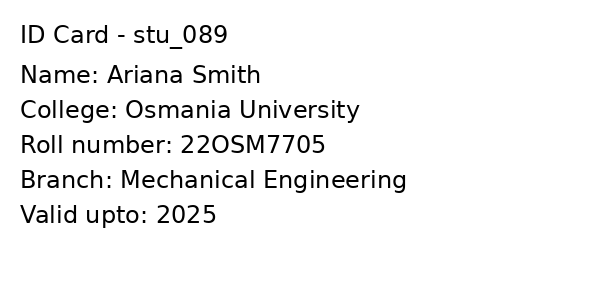 ID Card - stu_089
Name: Ariana Smith
College: Osmania University
Roll number: 22OSM7705
Branch: Mechanical Engineering
Valid upto: 2025